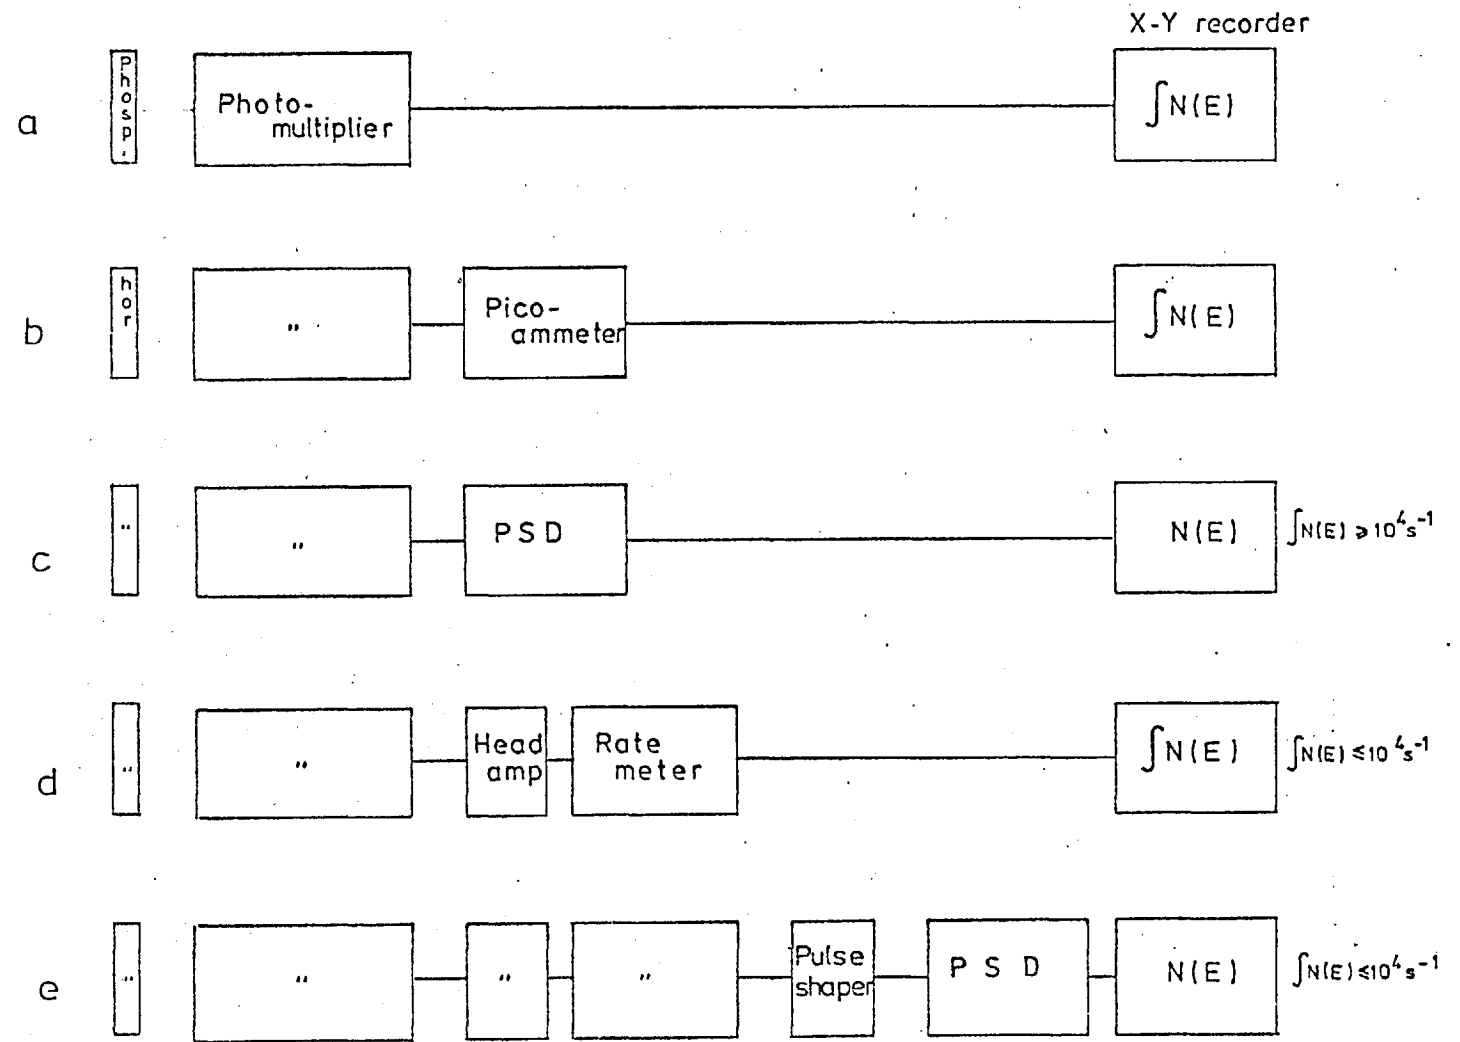 X-Y recorder
a
Phosp.
Photo-
multiplier
∫N(E)
b
hor
"
Pico-
ammeter
∫N(E)
c
"
"
PSD
N(E)
∫N(E) ⩾ 10⁴s⁻¹
d
"
"
Head
amp
Rate
meter
∫N(E)
∫N(E) ⩽ 10⁴s⁻¹
e
"
"
"
"
Pulse
shaper
PSD
N(E)
∫N(E) ⩽ 10⁴s⁻¹